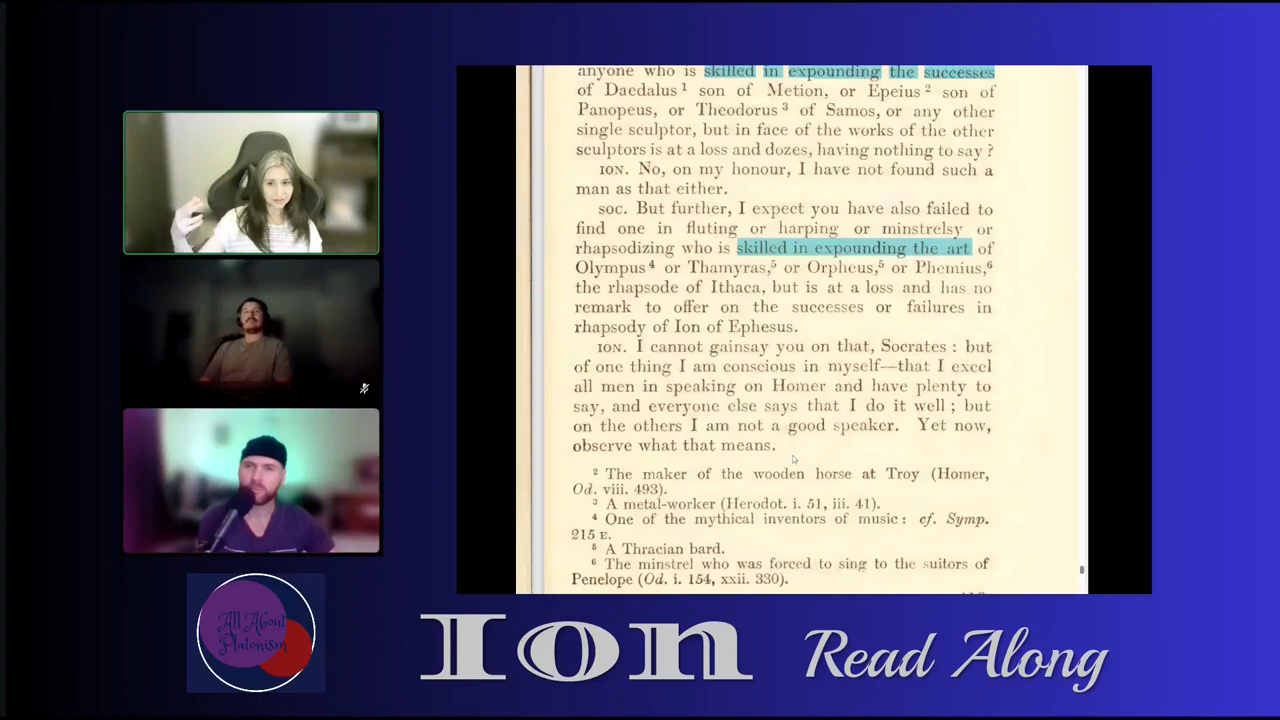 anyone who is skilled in expounding the successes
of Daedalus ¹ son of Metion, or Epeius ² son of
Panopeus, or Theodorus ³ of Samos, or any other
single sculptor, but in face of the works of the other
sculptors is at a loss and dozes, having nothing to say ?
ION. No, on my honour, I have not found such a
man as that either.
SOC. But further, I expect you have also failed to
find one in fluting or harping or minstrelsy or
rhapsodizing who is skilled in expounding the art of
Olympus ⁴ or Thamyras,⁵ or Orpheus,⁵ or Phemius,⁶
the rhapsode of Ithaca, but is at a loss and has no
remark to offer on the successes or failures in
rhapsody of Ion of Ephesus.
ION. I cannot gainsay you on that, Socrates : but
of one thing I am conscious in myself—that I excel
all men in speaking on Homer and have plenty to
say, and everyone else says that I do it well ; but
on the others I am not a good speaker. Yet now,
observe what that means.
² The maker of the wooden horse at Troy (Homer,
Od. viii. 493).
³ A metal-worker (Herodot. i. 51, iii. 41).
⁴ One of the mythical inventors of music : cf. Symp.
215 E.
⁵ A Thracian bard.
⁶ The minstrel who was forced to sing to the suitors of
Penelope (Od. i. 154, xxii. 330).
All About
Platonism
Ion Read Along